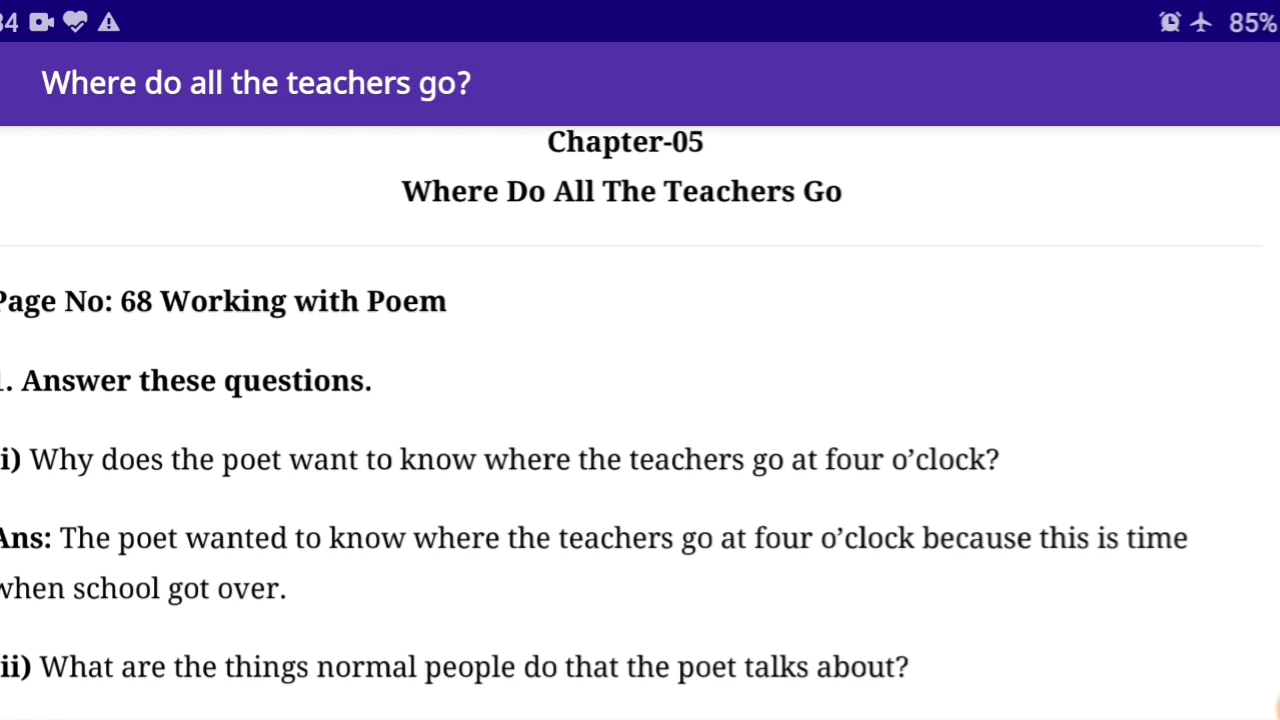 34 85%
Where do all the teachers go?
Chapter-05
Where Do All The Teachers Go
Page No: 68 Working with Poem
. Answer these questions.
i) Why does the poet want to know where the teachers go at four o’clock?
Ans: The poet wanted to know where the teachers go at four o’clock because this is time
when school got over.
ii) What are the things normal people do that the poet talks about?